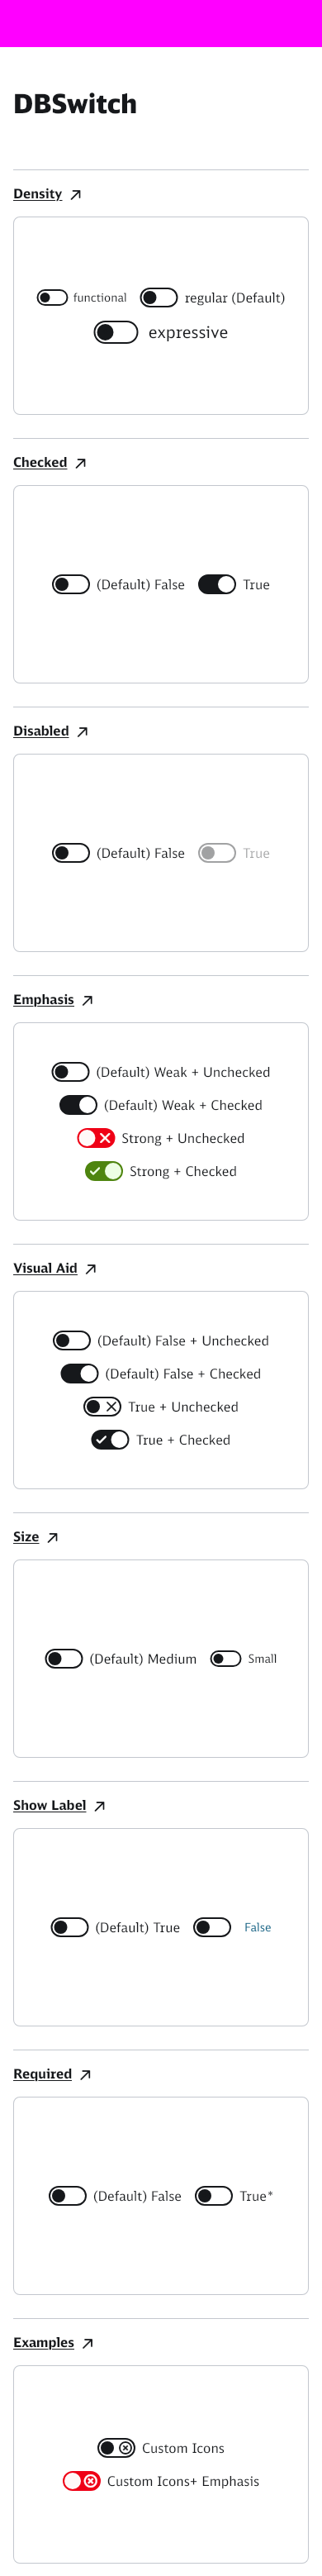 DBSwitch
Density
functional regular (Default)
expressive
Checked
(Default) False True
Disabled
(Default) False True
Emphasis
(Default) Weak + Unchecked
(Default) Weak + Checked
Strong + Unchecked
Strong + Checked
Visual Aid
(Default) False + Unchecked
(Default) False + Checked
True + Unchecked
True + Checked
Size
(Default) Medium Small
Show Label
(Default) True False
Required
(Default) False True*
Examples
Custom Icons
Custom Icons+ Emphasis